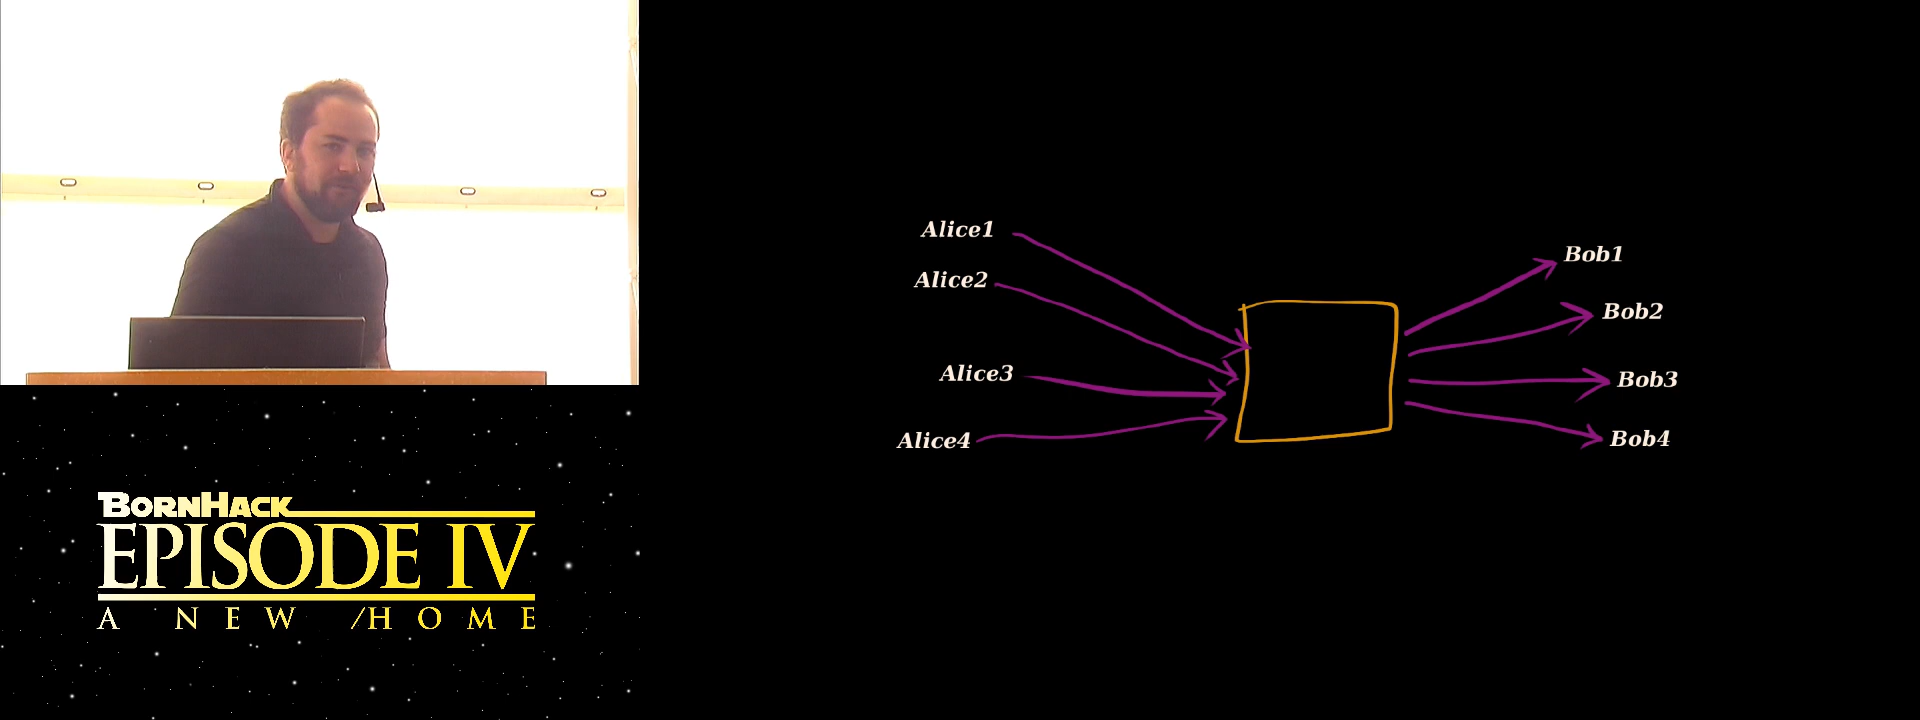 BORNHACK
EPISODE IV
A NEW /HOME
Alice1
Alice2
Alice3
Alice4
Bob1
Bob2
Bob3
Bob4